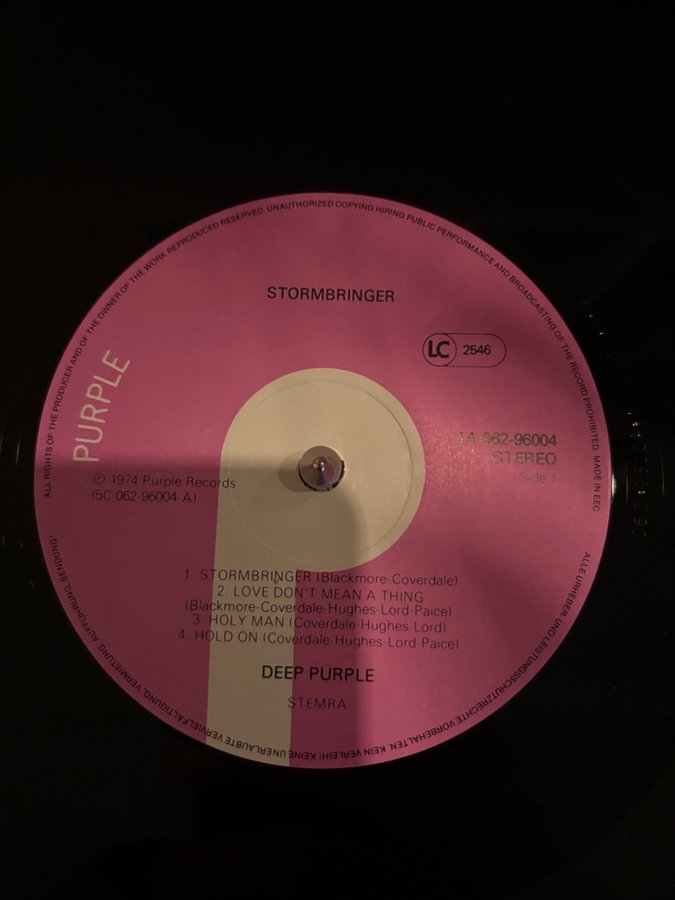 ALL RIGHTS OF THE PRODUCER AND OF THE OWNER OF THE WORK REPRODUCED RESERVED. UNAUTHORIZED COPYING HIRING PUBLIC PERFORMANCE AND BROADCASTING OF THE RECORD PROHIBITED. MADE IN EEC
STORMBRINGER
LC 2546
PURPLE
1A 062-96004
STEREO
Side 1
℗ 1974 Purple Records
(5C 062-96004-A)
1 STORMBRINGER (Blackmore-Coverdale)
2. LOVE DON'T MEAN A THING
(Blackmore-Coverdale-Hughes-Lord-Paice)
3. HOLY MAN (Coverdale-Hughes-Lord)
4 HOLD ON (Coverdale-Hughes-Lord-Paice)
DEEP PURPLE
STEMRA
ALLE URHEBER UND LEISTUNGSSCHUTZRECHTE VORBEHALTEN. KEIN VERLEIH! KEINE UNERLAUBTE VERVIELFÄLTIGUNG, VERMIETUNG, AUFFÜHRUNG, SENDUNG!